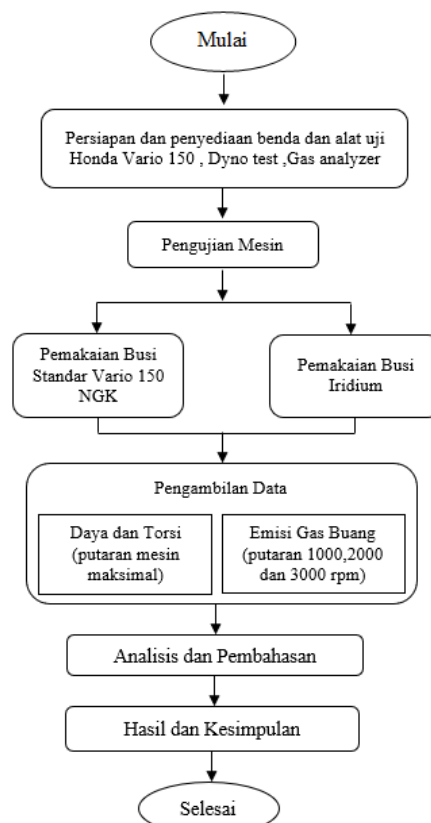 Mulai
Persiapan dan penyediaan benda dan alat uji
Honda Vario 150 , Dyno test ,Gas analyzer
Pengujian Mesin
Pemakaian Busi
Standar Vario 150
NGK
Pemakaian Busi
Iridium
Pengambilan Data
Daya dan Torsi
(putaran mesin
maksimal)
Emisi Gas Buang
(putaran 1000,2000
dan 3000 rpm)
Analisis dan Pembahasan
Hasil dan Kesimpulan
Selesai